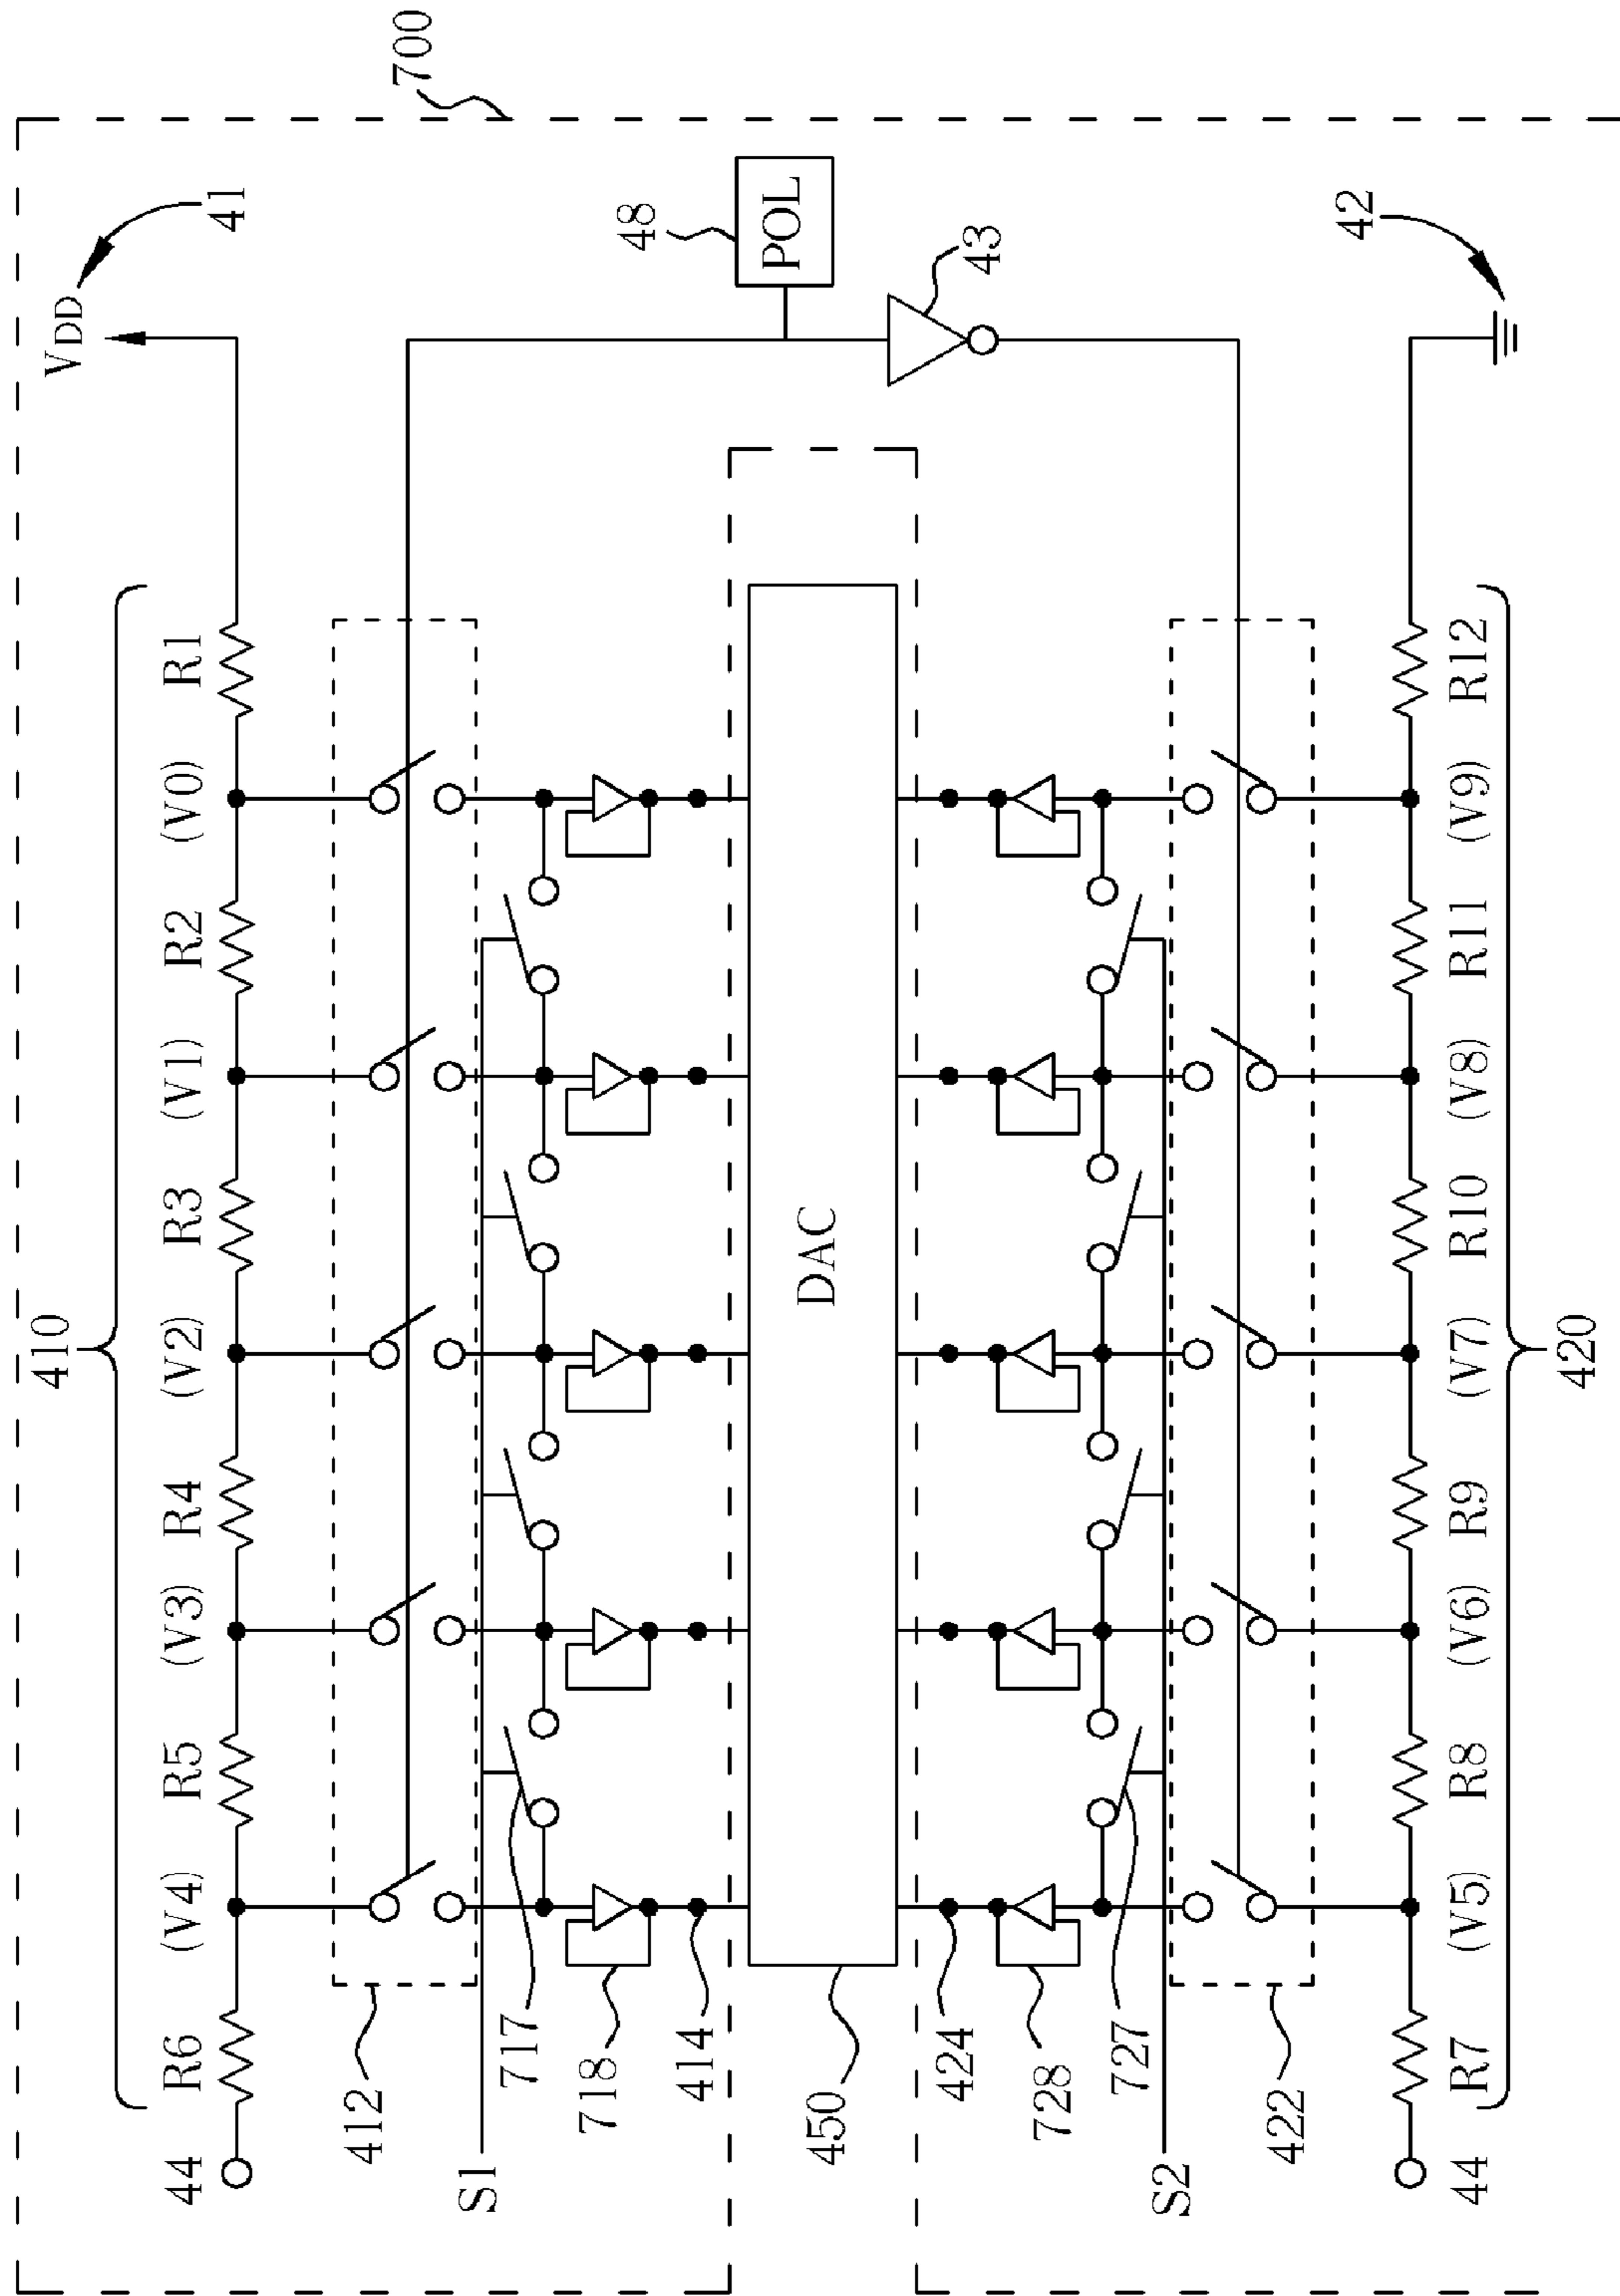 700
410
VDD
41
44
R6
(V4)
R5
(V3)
R4
(V2)
R3
(V1)
R2
(V0)
R1
412
S1
717
718
414
48
POL
450
DAC
43
424
728
727
S2
422
42
44
R7
(V5)
R8
(V6)
R9
(V7)
R10
(V8)
R11
(V9)
R12
420